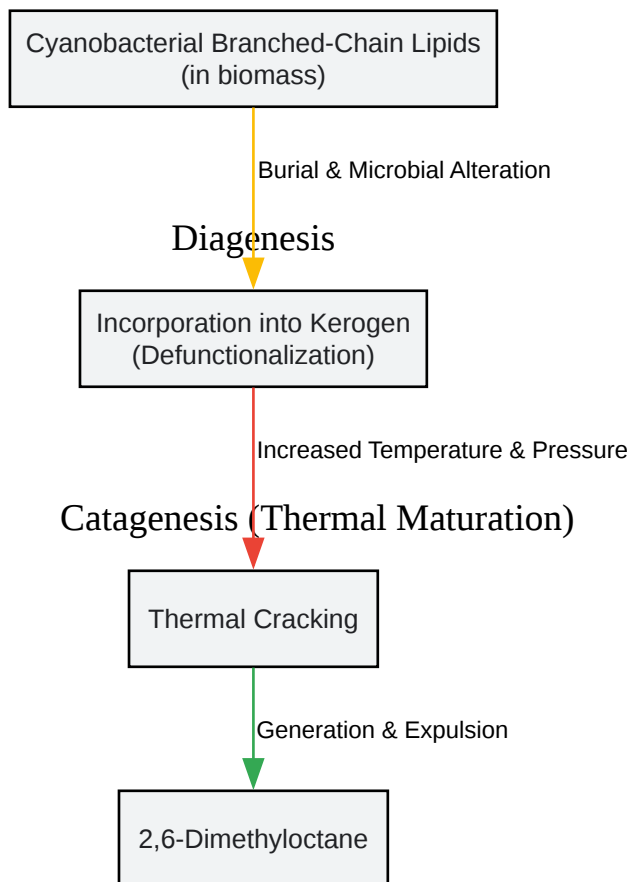 Cyanobacterial Branched-Chain Lipids
(in biomass)
Burial & Microbial Alteration
Diagenesis
Incorporation into Kerogen
(Defunctionalization)
Increased Temperature & Pressure
Catagenesis (Thermal Maturation)
Thermal Cracking
Generation & Expulsion
2,6-Dimethyloctane